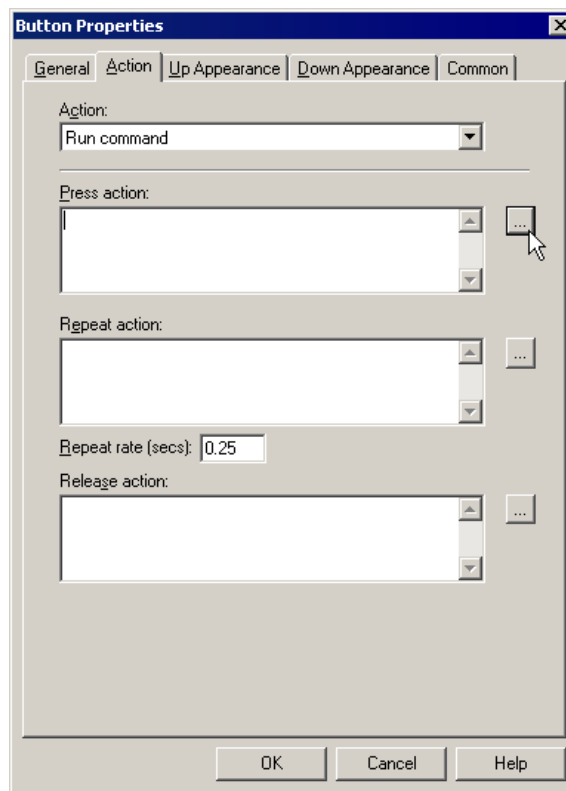 Button Properties
General Action Up Appearance Down Appearance Common
Action:
Run command
Press action:
...
Repeat action:
...
Repeat rate (secs): 0.25
Release action:
...
OK Cancel Help